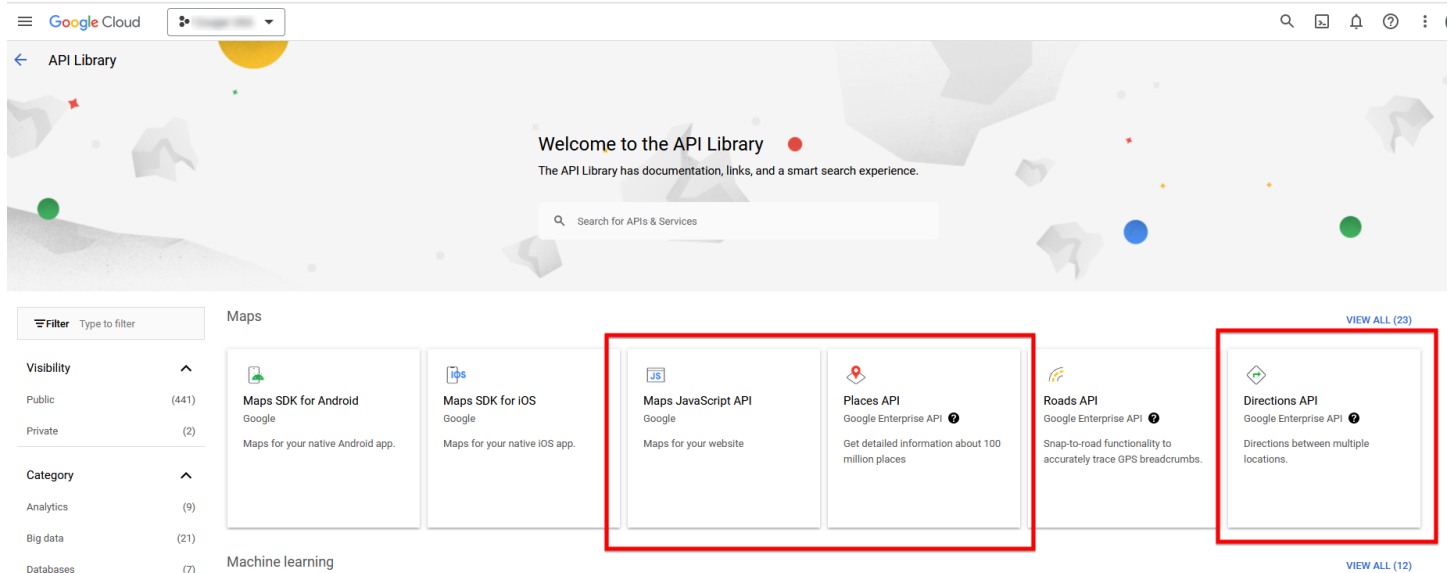 Google Cloud
API Library
Welcome to the API Library
The API Library has documentation, links, and a smart search experience.
Search for APIs & Services
Filter Type to filter
Visibility
Public (441)
Private (2)
Category
Analytics (9)
Big data (21)
Databases (7)
Maps
VIEW ALL (23)
Maps SDK for Android
Google
Maps for your native Android app.
iOS
Maps SDK for iOS
Google
Maps for your native iOS app.
JS
Maps JavaScript API
Google
Maps for your website
Places API
Google Enterprise API
Get detailed information about 100
million places
Roads API
Google Enterprise API
Snap-to-road functionality to
accurately trace GPS breadcrumbs.
Directions API
Google Enterprise API
Directions between multiple
locations.
Machine learning
VIEW ALL (12)